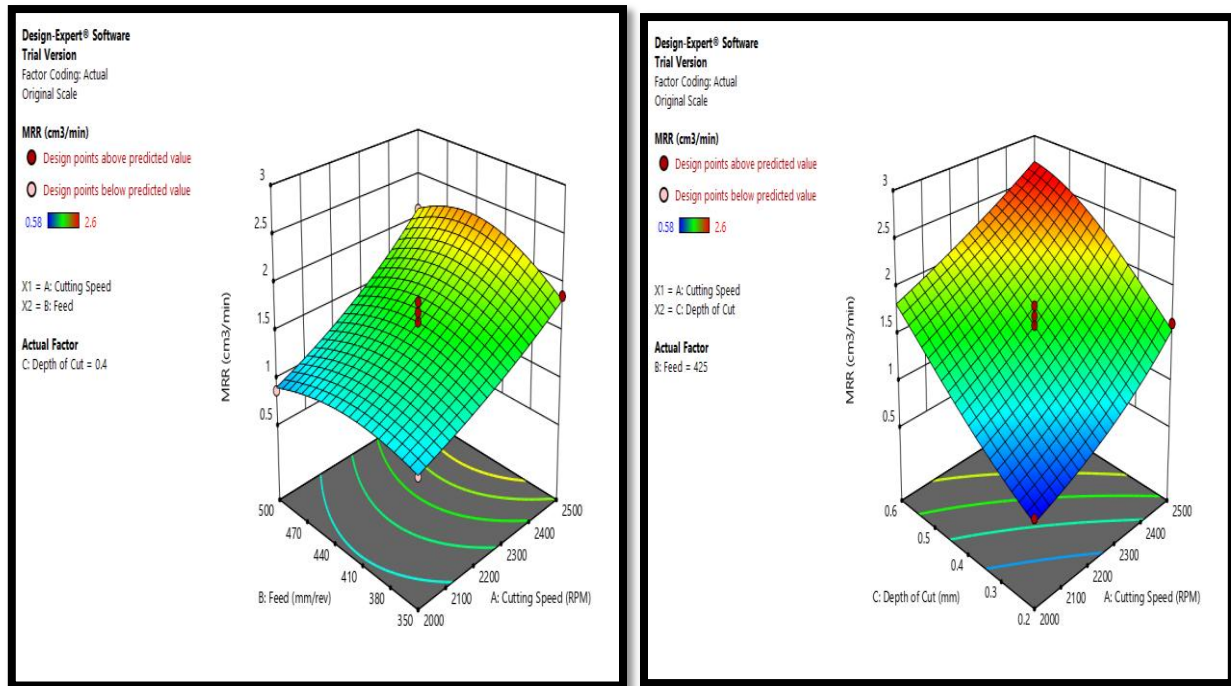 Design-Expert® Software
Trial Version
Factor Coding: Actual
Original Scale
MRR (cm3/min)
Design points above predicted value
Design points below predicted value
0.58 2.6
X1 = A: Cutting Speed
X2 = B: Feed
Actual Factor
C: Depth of Cut = 0.4
MRR (cm3/min)
3
2.5
2
1.5
1
0.5
500
470
440
410
380
350
2000
2100
2200
2300
2400
2500
B: Feed (mm/rev)
A: Cutting Speed (RPM)
Design-Expert® Software
Trial Version
Factor Coding: Actual
Original Scale
MRR (cm3/min)
Design points above predicted value
Design points below predicted value
0.58 2.6
X1 = A: Cutting Speed
X2 = C: Depth of Cut
Actual Factor
B: Feed = 425
MRR (cm3/min)
3
2.5
2
1.5
1
0.5
0.6
0.5
0.4
0.3
0.2
2000
2100
2200
2300
2400
2500
C: Depth of Cut (mm)
A: Cutting Speed (RPM)